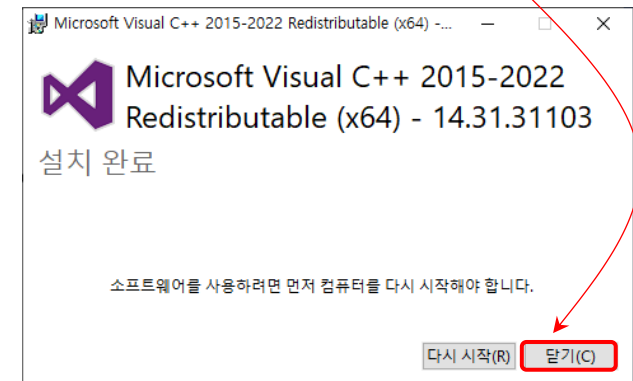 Microsoft Visual C++ 2015-2022 Redistributable (x64) -...
Microsoft Visual C++ 2015-2022
Redistributable (x64) - 14.31.31103
설치 완료
소프트웨어를 사용하려면 먼저 컴퓨터를 다시 시작해야 합니다.
다시 시작(R) 닫기(C)